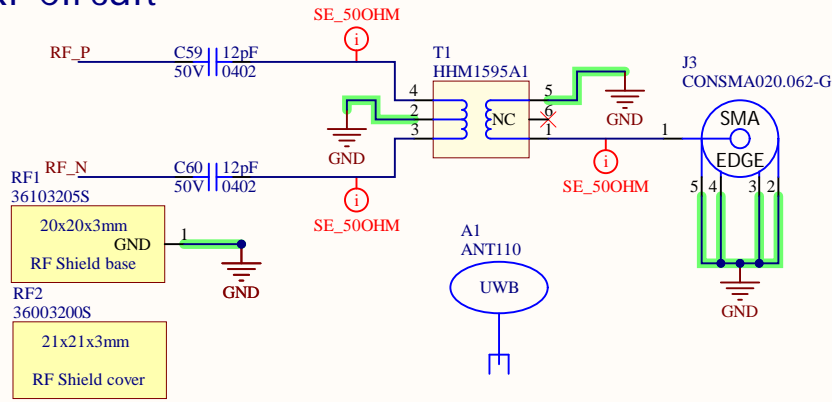 SE_50OHM
RF_P
C59
12pF
50V
0402
T1
HHM1595A1
4
2
3
5
6
1
NC
GND
GND
J3
CONSMA020.062-G
SMA
EDGE
1
5
4
3
2
GND
SE_50OHM
RF_N
C60
12pF
50V
0402
SE_50OHM
RF1
36103205S
20x20x3mm
GND
1
RF Shield base
GND
RF2
36003200S
21x21x3mm
RF Shield cover
A1
ANT110
UWB